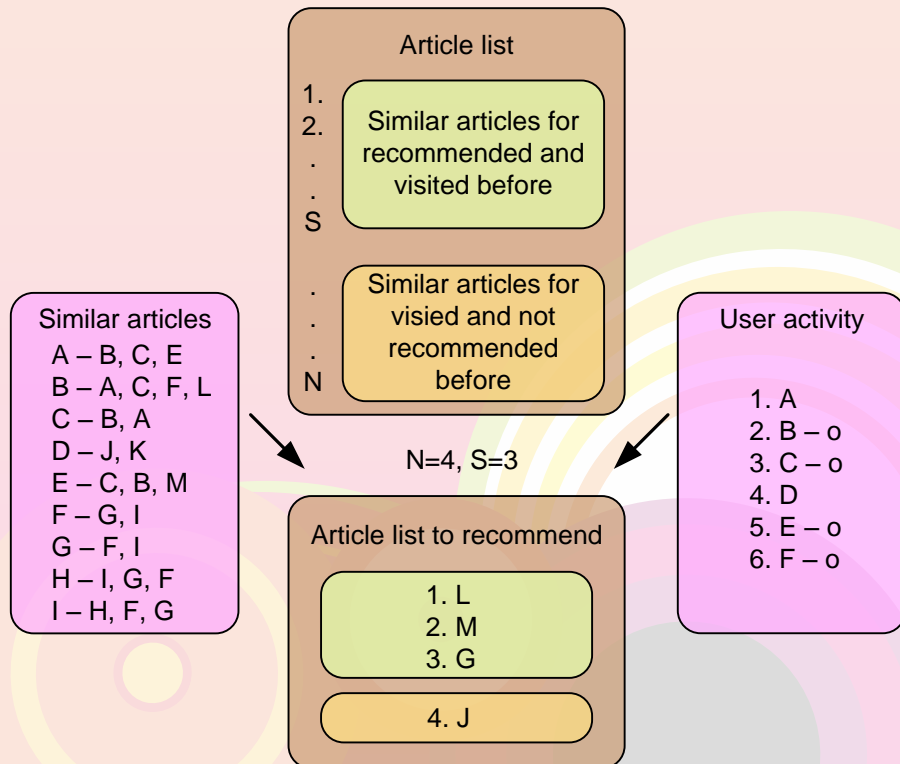 Article list
1.
2.
.
.
S
Similar articles for
recommended and
visited before
.
.
N
Similar articles for
visied and not
recommended
before
Similar articles
A – B, C, E
B – A, C, F, L
C – B, A
D – J, K
E – C, B, M
F – G, I
G – F, I
H – I, G, F
I – H, F, G
User activity
1. A
2. B – o
3. C – o
4. D
5. E – o
6. F – o
N=4, S=3
Article list to recommend
1. L
2. M
3. G
4. J